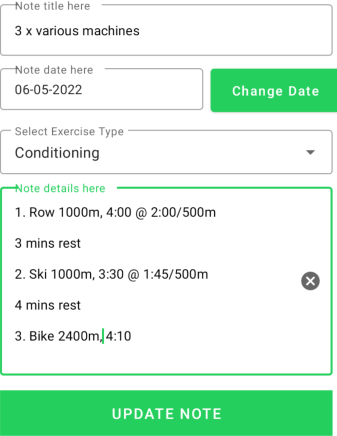 Note title here
3 x various machines
Note date here
06-05-2022
Change Date
Select Exercise Type
Conditioning
Note details here
1. Row 1000m, 4:00 @ 2:00/500m
3 mins rest
2. Ski 1000m, 3:30 @ 1:45/500m
4 mins rest
3. Bike 2400m, 4:10
UPDATE NOTE